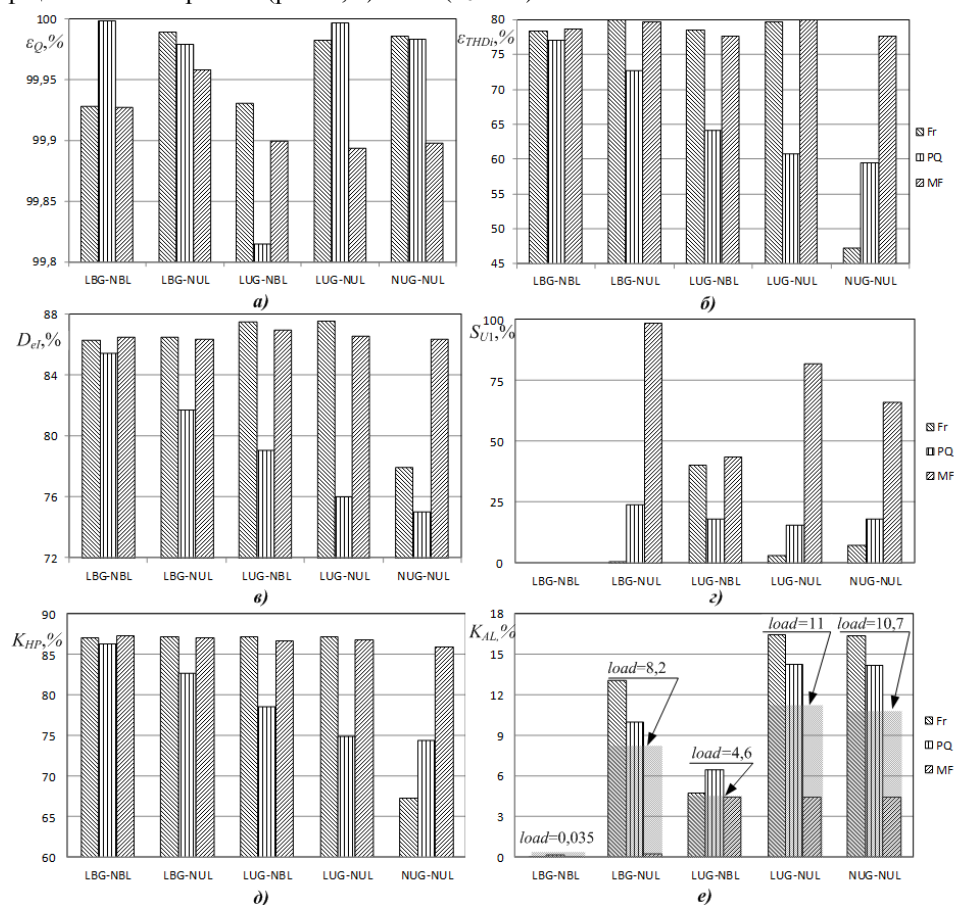 100
99,95
99,9
99,85
99,8
εQ,%
LBG-NBL LBG-NUL LUG-NBL LUG-NUL NUG-NUL
а)
80
75
70
65
60
55
50
45
εTHDi,%
Fr
PQ
MF
LBG-NBL LBG-NUL LUG-NBL LUG-NUL NUG-NUL
б)
88
84
80
76
72
DeI,%
LBG-NBL LBG-NUL LUG-NBL LUG-NUL NUG-NUL
в)
100
75
50
25
0
SU1,%
Fr
PQ
MF
LBG-NBL LBG-NUL LUG-NBL LUG-NUL NUG-NUL
г)
90
85
80
75
70
65
60
KHP,%
LBG-NBL LBG-NUL LUG-NBL LUG-NUL NUG-NUL
д)
18
15
12
9
6
3
0
KAL,%
load=0,035
load=8,2
load=4,6
load=11
load=10,7
Fr
PQ
MF
LBG-NBL LBG-NUL LUG-NBL LUG-NUL NUG-NUL
е)